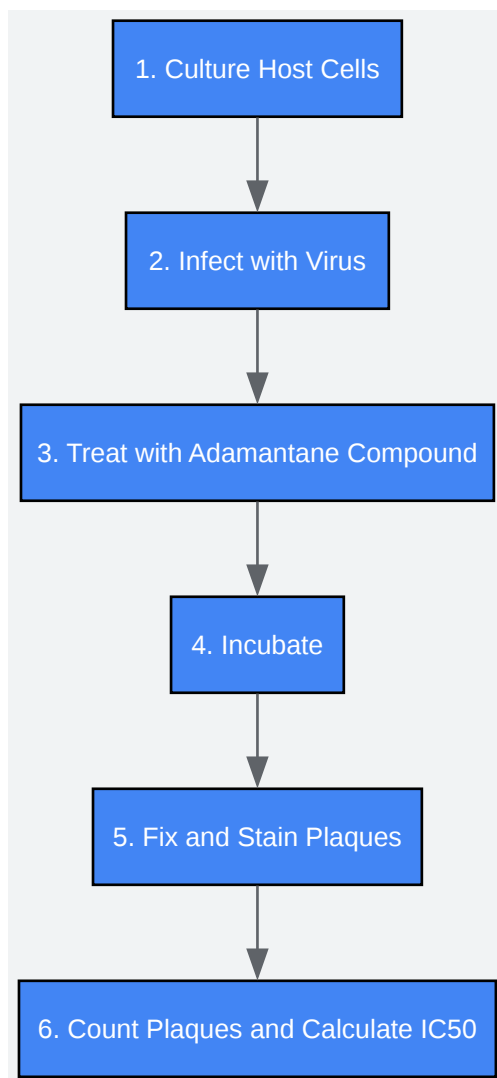 1. Culture Host Cells
2. Infect with Virus
3. Treat with Adamantane Compound
4. Incubate
5. Fix and Stain Plaques
6. Count Plaques and Calculate IC50